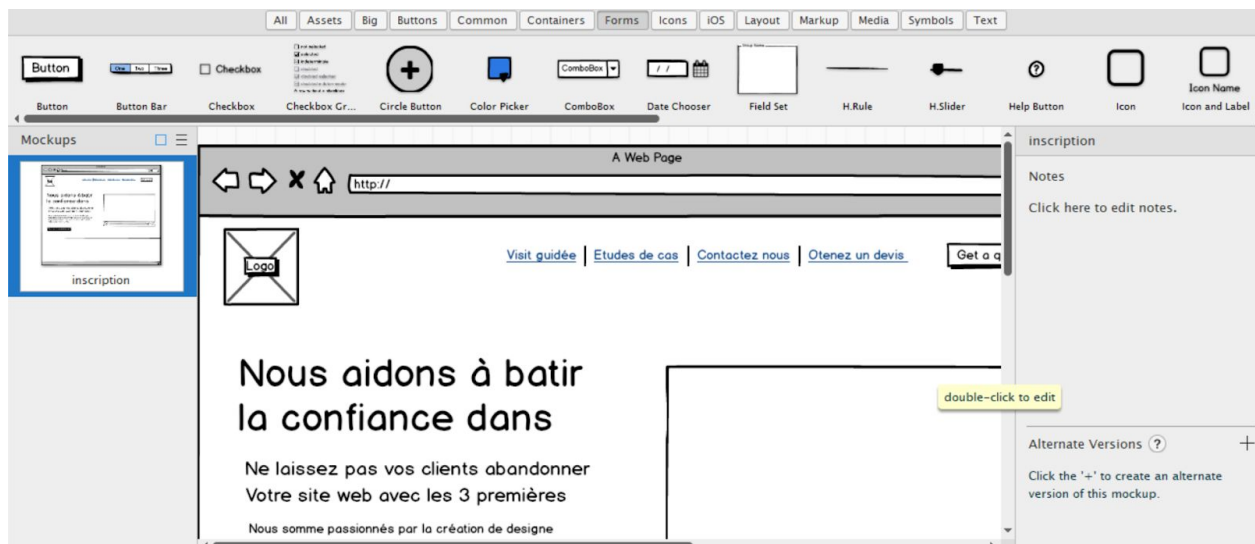 All Assets Big Buttons Common Containers Forms Icons iOS Layout Markup Media Symbols Text
Button
One Two Three
Checkbox
ComboBox
/ /
Icon Name
Button Button Bar Checkbox Checkbox Gr... Circle Button Color Picker ComboBox Date Chooser Field Set H.Rule H.Slider Help Button Icon Icon and Label
Mockups
inscription
A Web Page
http://
Logo
Visit guidée Etudes de cas Contactez nous Otenez un devis
Get a q
Nous aidons à batir
la confiance dans
Ne laissez pas vos clients abandonner
Votre site web avec les 3 premières
Nous somme passionnés par la création de designe
inscription
Notes
Click here to edit notes.
double-click to edit
Alternate Versions ?
Click the '+' to create an alternate
version of this mockup.